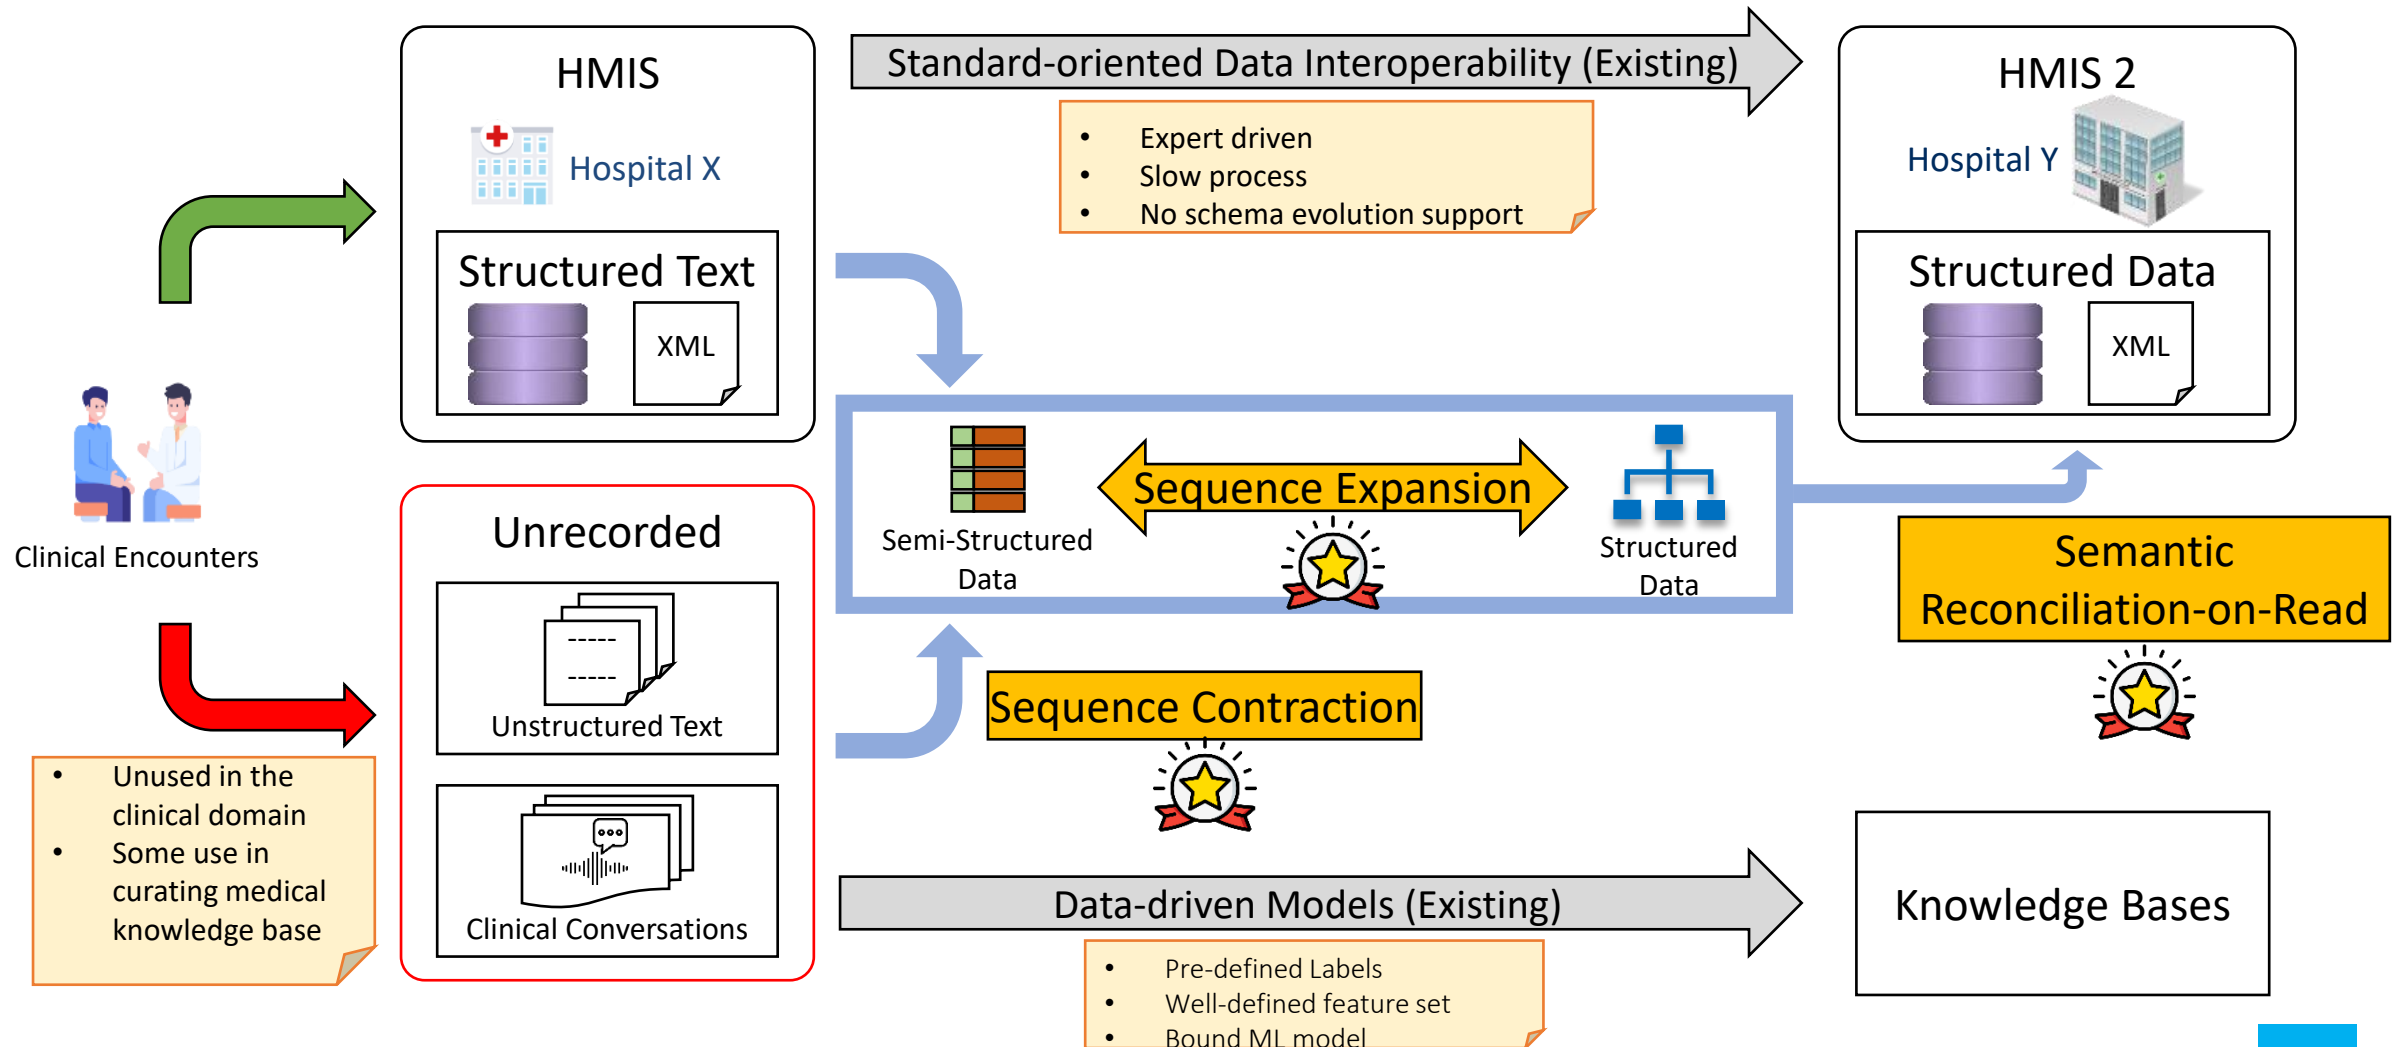 HMIS
Hospital X
Structured Text
XML
Standard-oriented Data Interoperability (Existing)
• Expert driven
• Slow process
• No schema evolution support
HMIS 2
Hospital Y
Structured Data
XML
Clinical Encounters
Unrecorded
-----
-----
Unstructured Text
Clinical Conversations
Semi-Structured
Data
Sequence Expansion
Structured
Data
Semantic
Reconciliation-on-Read
Sequence Contraction
• Unused in the
clinical domain
• Some use in
curating medical
knowledge base
Data-driven Models (Existing)
• Pre-defined Labels
• Well-defined feature set
• Bound ML model
Knowledge Bases